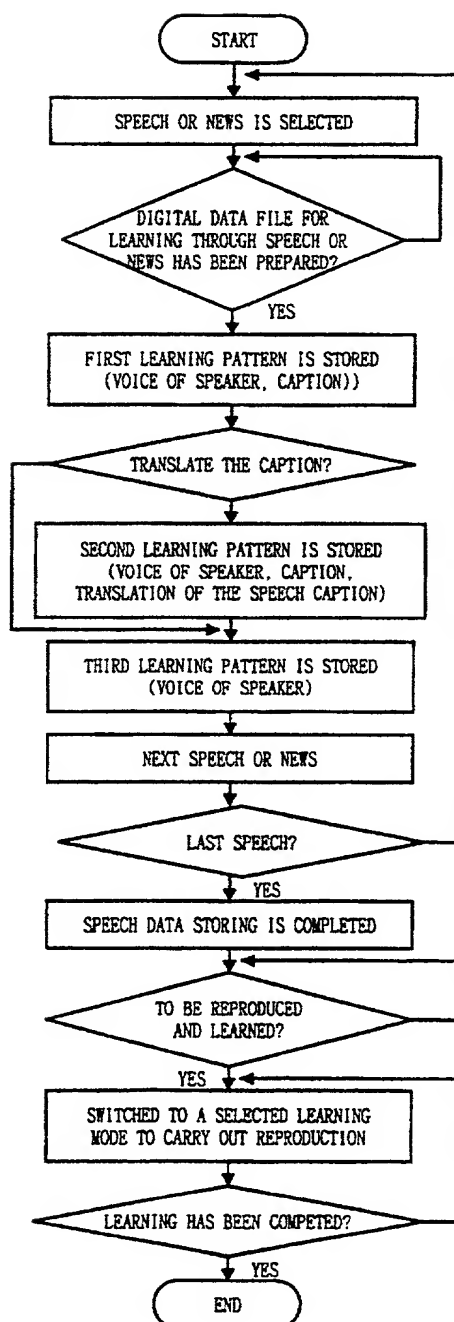 START
SPEECH OR NEWS IS SELECTED
DIGITAL DATA FILE FOR
LEARNING THROUGH SPEECH OR
NEWS HAS BEEN PREPARED?
YES
FIRST LEARNING PATTERN IS STORED
(VOICE OF SPEAKER, CAPTION))
TRANSLATE THE CAPTION?
SECOND LEARNING PATTERN IS STORED
(VOICE OF SPEAKER, CAPTION,
TRANSLATION OF THE SPEECH CAPTION)
THIRD LEARNING PATTERN IS STORED
(VOICE OF SPEAKER)
NEXT SPEECH OR NEWS
LAST SPEECH?
YES
SPEECH DATA STORING IS COMPLETED
TO BE REPRODUCED
AND LEARNED?
YES
SWITCHED TO A SELECTED LEARNING
MODE TO CARRY OUT REPRODUCTION
LEARNING HAS BEEN COMPETED?
YES
END